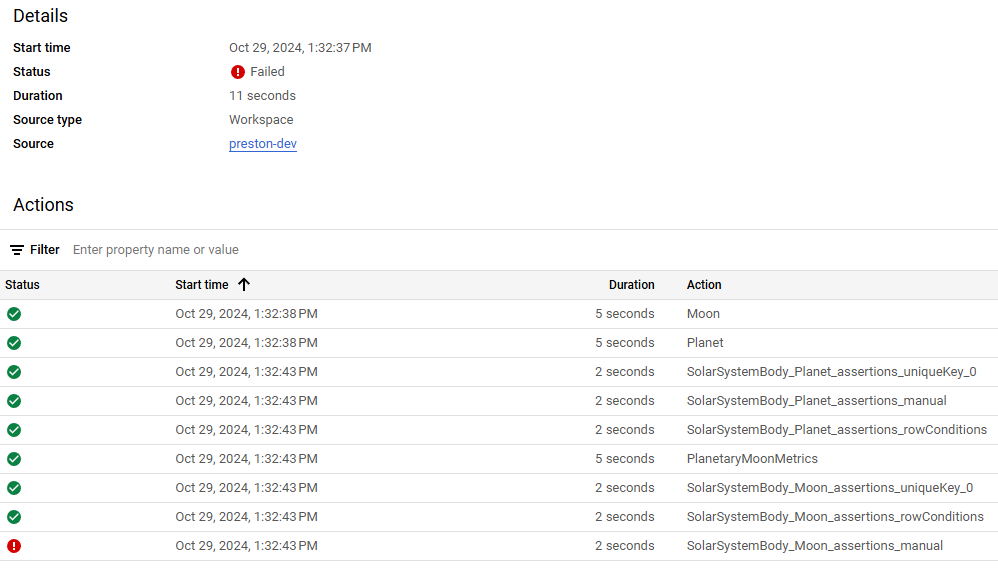 Details
Start time Oct 29, 2024, 1:32:37 PM
Status Failed
Duration 11 seconds
Source type Workspace
Source preston-dev
Actions
Filter Enter property name or value
Status Start time Duration Action
Oct 29, 2024, 1:32:38 PM 5 seconds Moon
Oct 29, 2024, 1:32:38 PM 5 seconds Planet
Oct 29, 2024, 1:32:43 PM 2 seconds SolarSystemBody_Planet_assertions_uniqueKey_0
Oct 29, 2024, 1:32:43 PM 2 seconds SolarSystemBody_Planet_assertions_manual
Oct 29, 2024, 1:32:43 PM 2 seconds SolarSystemBody_Planet_assertions_rowConditions
Oct 29, 2024, 1:32:43 PM 5 seconds PlanetaryMoonMetrics
Oct 29, 2024, 1:32:43 PM 2 seconds SolarSystemBody_Moon_assertions_uniqueKey_0
Oct 29, 2024, 1:32:43 PM 2 seconds SolarSystemBody_Moon_assertions_rowConditions
Oct 29, 2024, 1:32:43 PM 2 seconds SolarSystemBody_Moon_assertions_manual